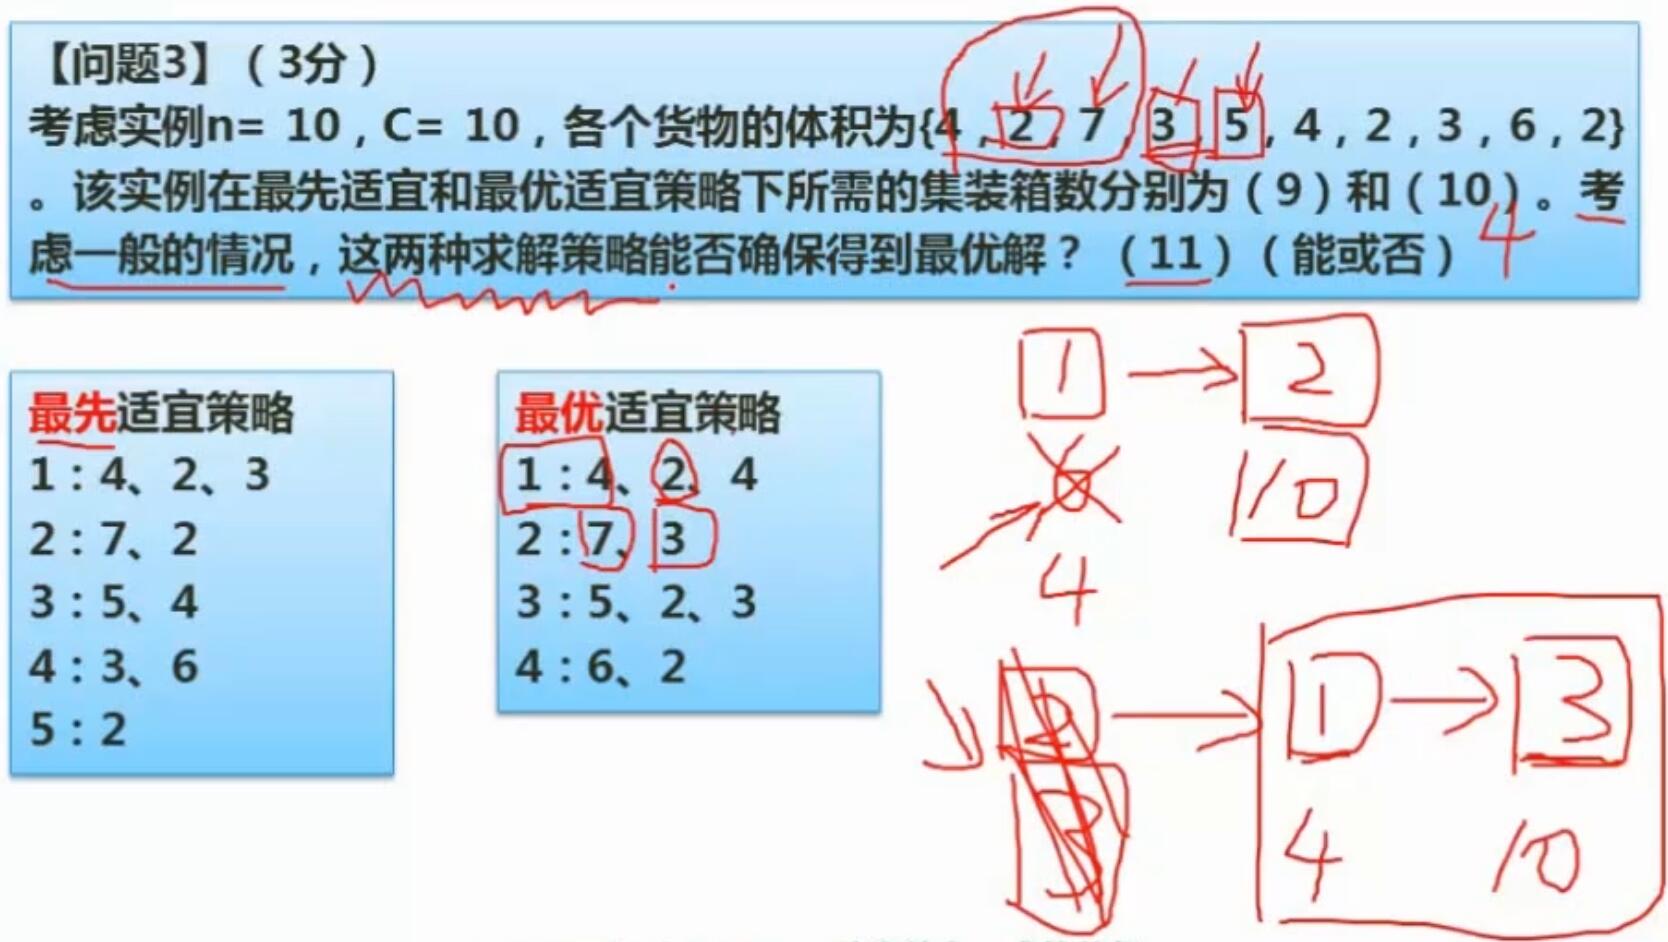 【问题3】（3分）
考虑实例n= 10，C= 10，各个货物的体积为{4，2，7，3，5，4，2，3，6，2}
。该实例在最先适宜和最优适宜策略下所需的集装箱数分别为（9）和（10）。考
虑一般的情况，这两种求解策略能否确保得到最优解？（11）（能或否）
4
最先适宜策略
1：4、2、3
2：7、2
3：5、4
4：3、6
5：2
最优适宜策略
1：4、2、4
2：7、3
3：5、2、3
4：6、2
1 2
10
4
1 3
4 10